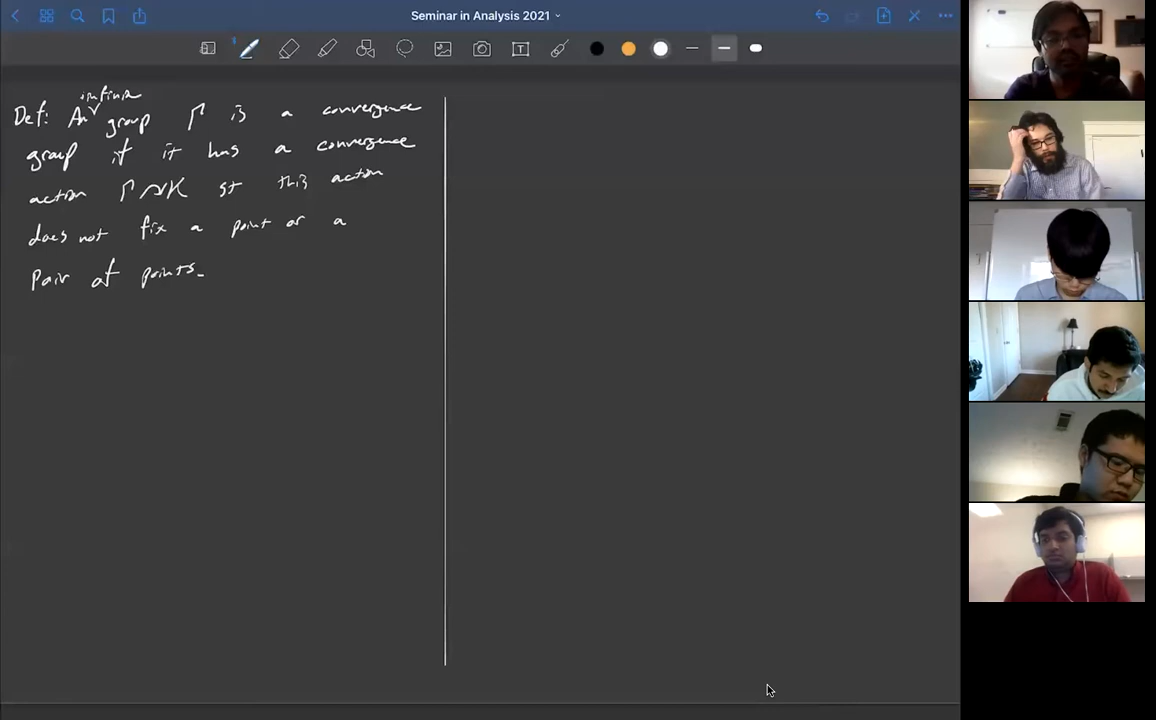 Seminar in Analysis 2021
infinite
Def: An group Γ is a convergence
group if it has a convergence
action Γ↷K st this action
does not fix a point or a
Pair of points.